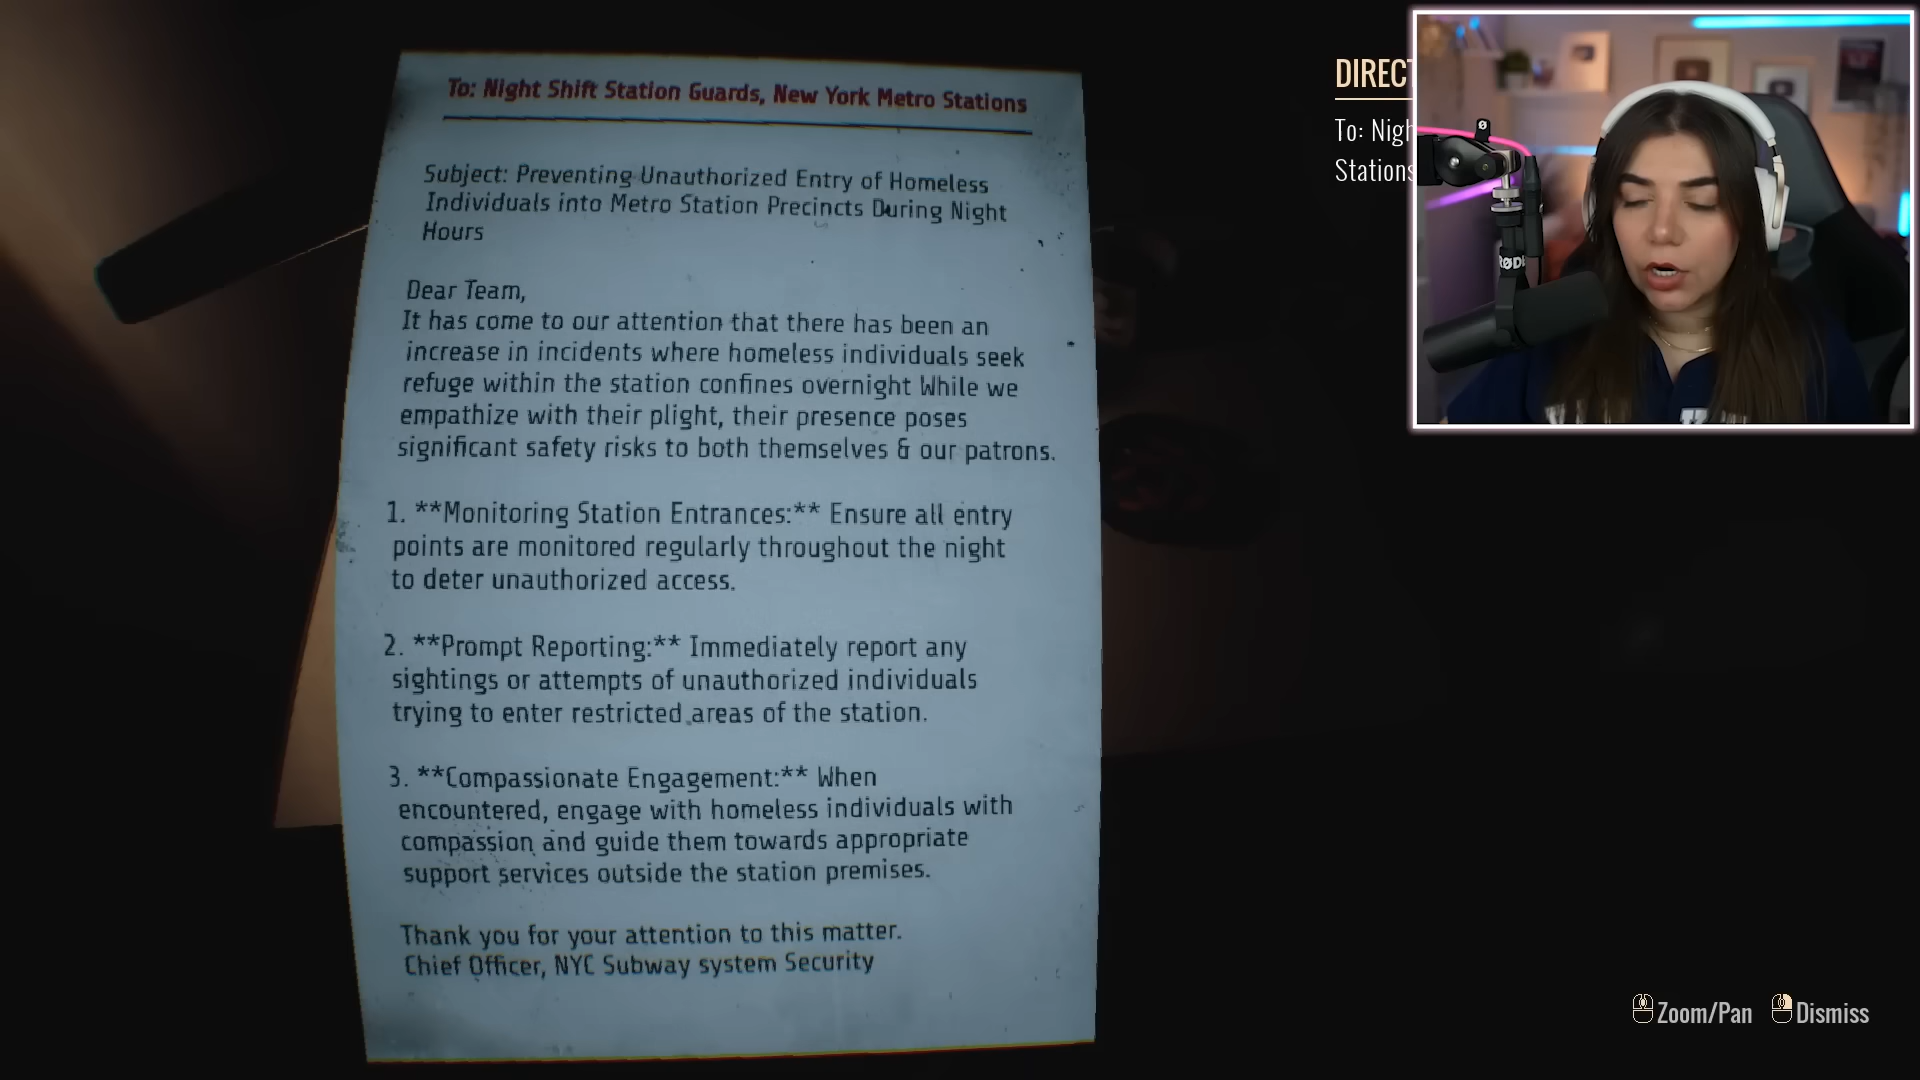 To: Night Shift Station Guards, New York Metro Stations
Subject: Preventing Unauthorized Entry of Homeless
Individuals into Metro Station Precincts During Night
Hours
Dear Team,
It has come to our attention that there has been an
increase in incidents where homeless individuals seek
refuge within the station confines overnight While we
empathize with their plight, their presence poses
significant safety risks to both themselves & our patrons.
1. **Monitoring Station Entrances:** Ensure all entry
points are monitored regularly throughout the night
to deter unauthorized access.
2. **Prompt Reporting:** Immediately report any
sightings or attempts of unauthorized individuals
trying to enter restricted areas of the station.
3. **Compassionate Engagement:** When
encountered, engage with homeless individuals with
compassion and guide them towards appropriate
support services outside the station premises.
Thank you for your attention to this matter.
Chief Officer, NYC Subway system Security
To:
Stations
RØDE
Zoom/Pan Dismiss